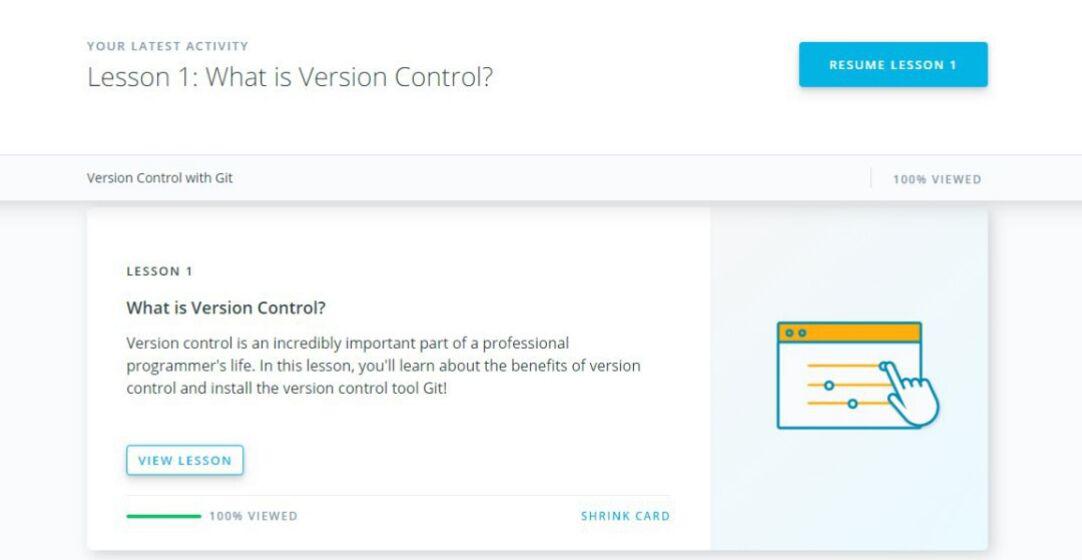 YOUR LATEST ACTIVITY
Lesson 1: What is Version Control?
RESUME LESSON 1
Version Control with Git
100% VIEWED
LESSON 1
What is Version Control?
Version control is an incredibly important part of a professional
programmer's life. In this lesson, you'll learn about the benefits of version
control and install the version control tool Git!
VIEW LESSON
100% VIEWED
SHRINK CARD